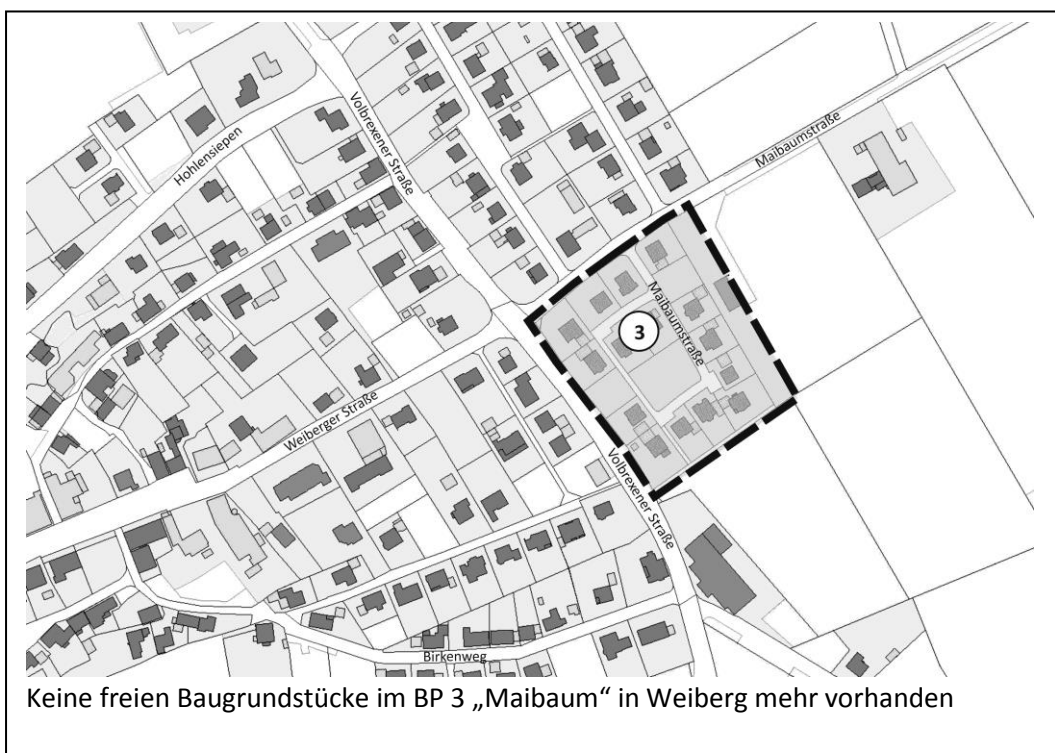 Volbrexener Straße
Maibaumstraße
Hohlensiepen
Maibaumstraße
3
Weiberger Straße
Volbrexener Straße
Birkenweg
Keine freien Baugrundstücke im BP 3 „Maibaum“ in Weiberg mehr vorhanden